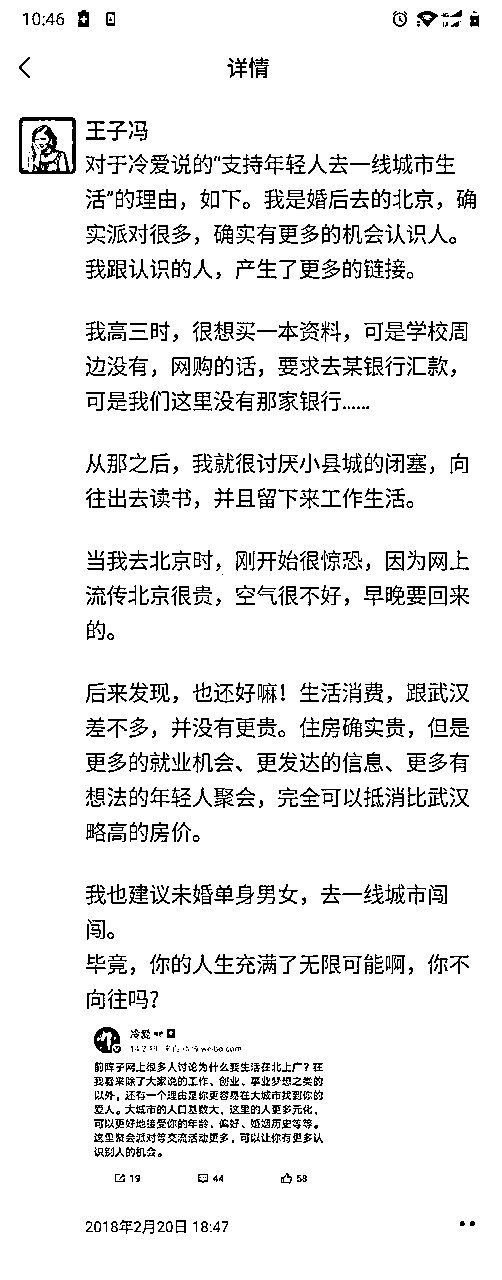 10:46
详情
王子冯
对于冷爱说的“支持年轻人去一线城市生
活”的理由，如下。我是婚后去的北京，确
实派对很多，确实有更多的机会认识人。
我跟认识的人，产生了更多的链接。
我高三时，很想买一本资料，可是学校周
边没有，网购的话，要求去某银行汇款，
可是我们这里没有那家银行......
从那之后，我就很讨厌小县城的闭塞，向
往出去读书，并且留下来工作生活。
当我去北京时，刚开始很惊恐，因为网上
流传北京很贵，空气很不好，早晚要回来
的。
后来发现，也还好嘛！生活消费，跟武汉
差不多，并没有更贵。住房确实贵，但是
更多的就业机会、更发达的信息、更多有
想法的年轻人聚会，完全可以抵消比武汉
略高的房价。
我也建议未婚单身男女，去一线城市闯
闯。
毕竟，你的人生充满了无限可能啊，你不
向往吗?
冷爱
weibo.com
前阵子网上很多人讨论为什么要生活在北上广？在
我看来除了大家说的工作、创业、事业梦想之类的
以外，还有一个理由是你更容易在大城市找到你的
爱人。大城市的人口基数大，这里的人更多元化，
可以更好地接受你的年龄、偏好、婚姻历史等等。
这里聚会派对等交流活动更多，可以让你有更多认
识别人的机会。
19 44 58
2018年2月20日 18:47